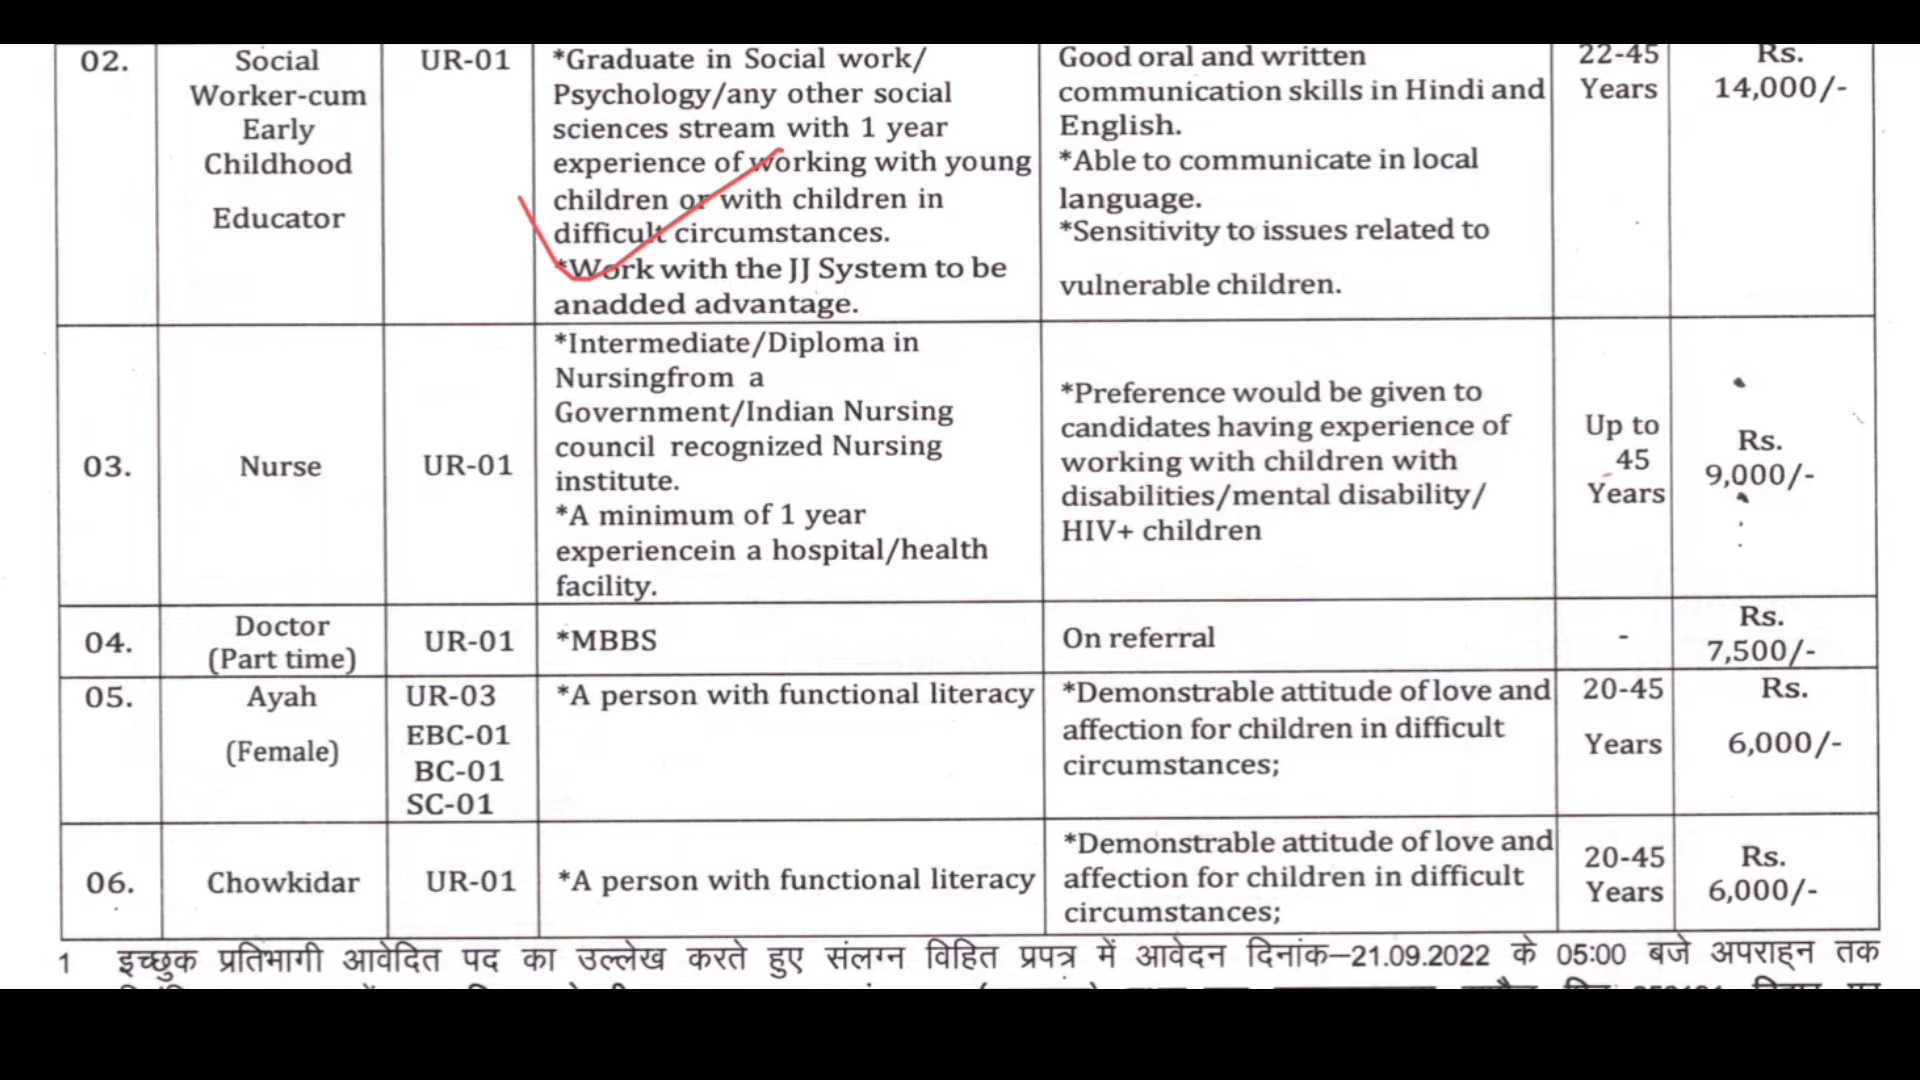 02.
Social
Worker-cum
Early
Childhood
Educator
UR-01
*Graduate in Social work/
Psychology/any other social
sciences stream with 1 year
experience of working with young
children or with children in
difficult circumstances.
*Work with the JJ System to be
anadded advantage.
Good oral and written
communication skills in Hindi and
English.
*Able to communicate in local
language.
*Sensitivity to issues related to
vulnerable children.
22-45
Years
Rs.
14,000/-
03.
Nurse
UR-01
*Intermediate/Diploma in
Nursingfrom a
Government/Indian Nursing
council recognized Nursing
institute.
*A minimum of 1 year
experiencein a hospital/health
facility.
*Preference would be given to
candidates having experience of
working with children with
disabilities/mental disability/
HIV+ children
Up to
45
Years
Rs.
9,000/-
04.
Doctor
(Part time)
UR-01
*MBBS
On referral
-
Rs.
7,500/-
05.
Ayah
(Female)
UR-03
EBC-01
BC-01
SC-01
*A person with functional literacy
*Demonstrable attitude of love and
affection for children in difficult
circumstances;
20-45
Years
Rs.
6,000/-
06.
Chowkidar
UR-01
*A person with functional literacy
*Demonstrable attitude of love and
affection for children in difficult
circumstances;
20-45
Years
Rs.
6,000/-
1 इच्छुक प्रतिभागी आवेदित पद का उल्लेख करते हुए संलग्न विहित प्रपत्र में आवेदन दिनांक–21.09.2022 के 05:00 बजे अपराह्न तक